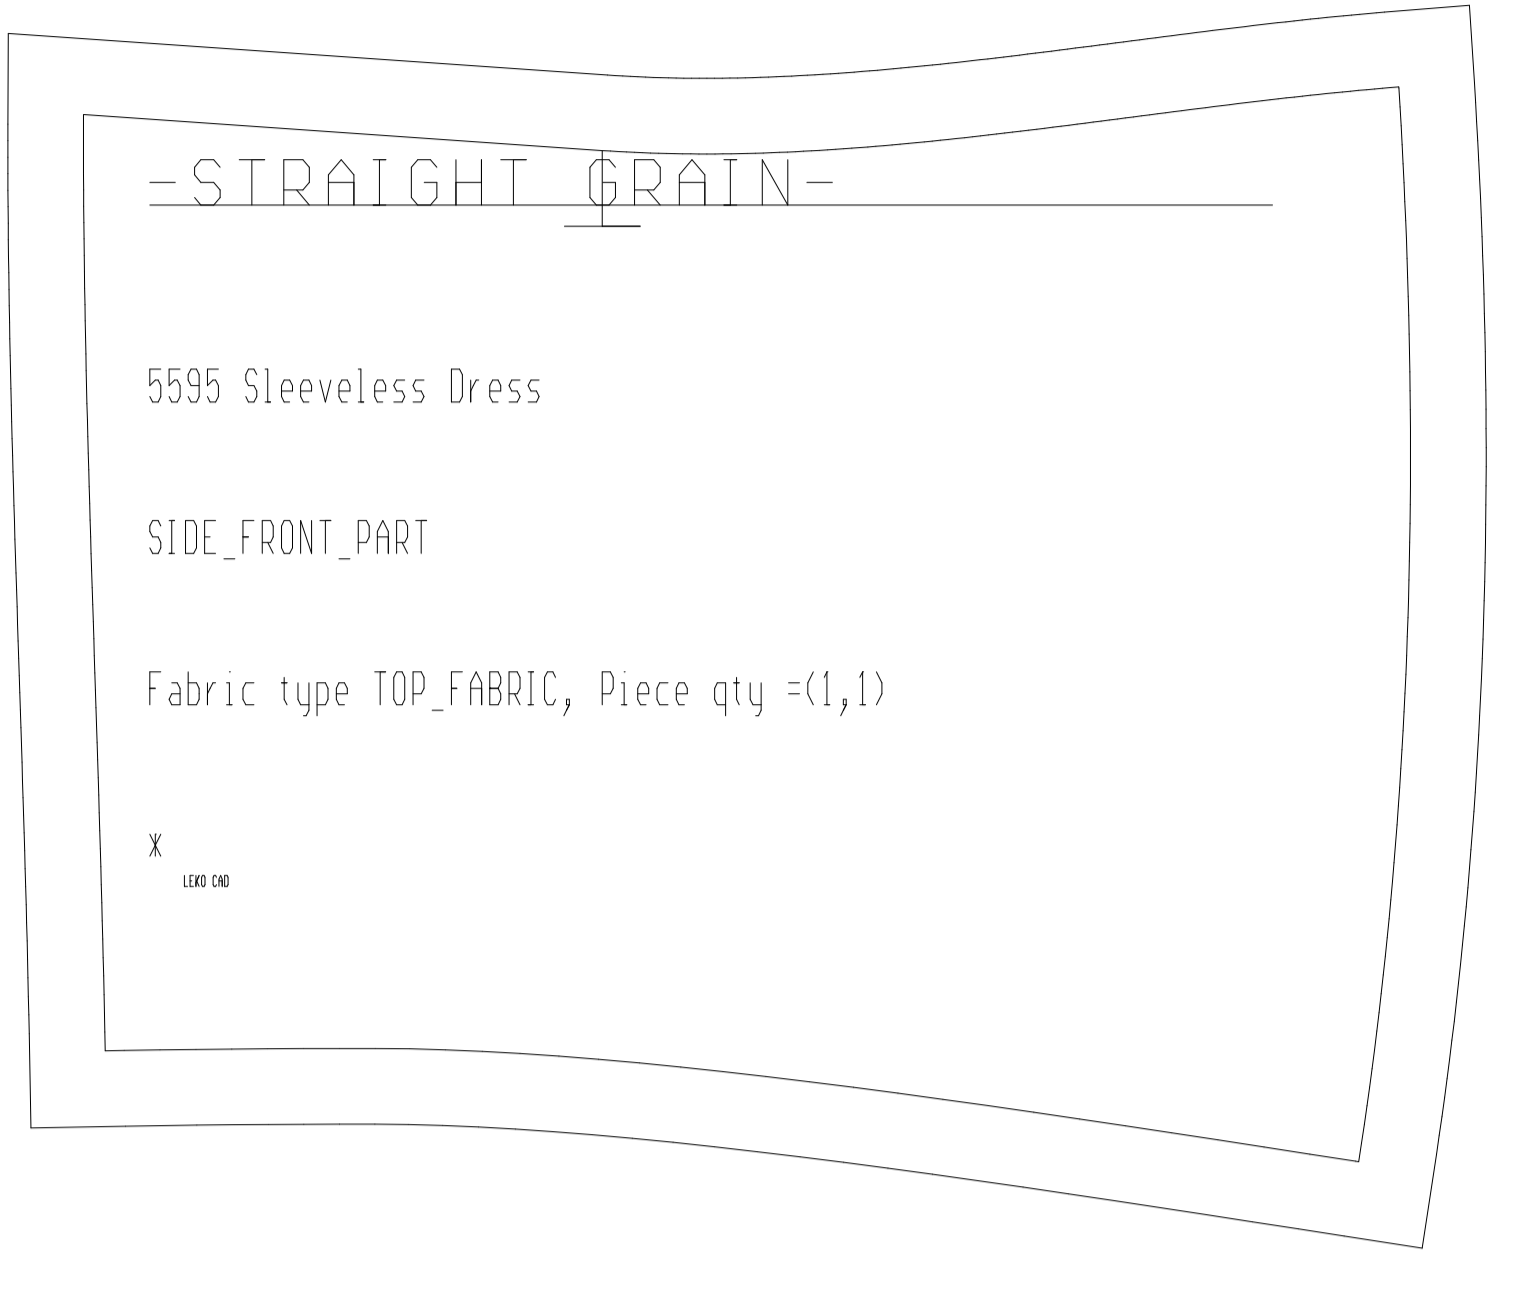 -STRAIGHT GRAIN-
5595 Sleeveless Dress
SIDE_FRONT_PART
Fabric type TOP_FABRIC, Piece qty =(1,1)
*
LEKO CAD